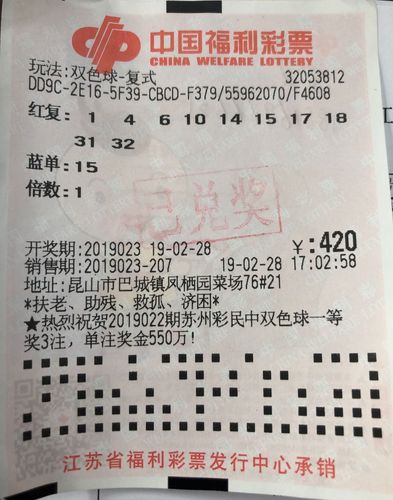 中国福利彩票
CHINA WELFARE LOTTERY
玩法:双色球-复式 32053812
DD9C-2E16-5F39-CBCD-F379/55962070/F4608
红复: 1 4 6 10 14 15 17 18
31 32
蓝单:15
倍数:1
已兑奖
开奖期:2019023 19-02-28 ¥:420
销售期:2019023-207 19-02-28 17:02:58
地址:昆山市巴城镇凤栖园菜场76#21
*扶老、助残、救孤、济困*
★热烈祝贺2019022期苏州彩民中双色球一等
奖3注,单注奖金550万!
江苏省福利彩票发行中心承销